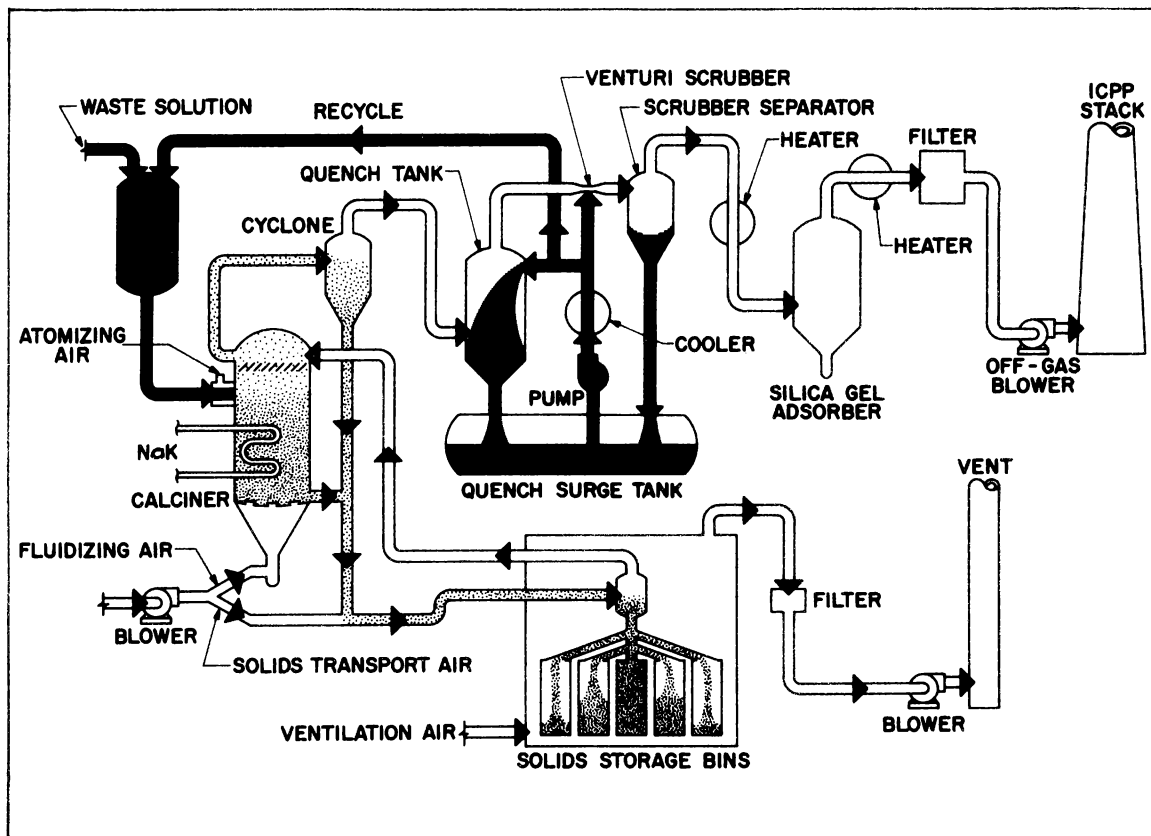 WASTE SOLUTION
RECYCLE
VENTURI SCRUBBER
SCRUBBER SEPARATOR
HEATER
FILTER
ICPP
STACK
QUENCH TANK
CYCLONE
HEATER
ATOMIZING
AIR
COOLER
PUMP
OFF-GAS
BLOWER
SILICA GEL
ADSORBER
NaK
CALCINER
QUENCH SURGE TANK
VENT
FLUIDIZING AIR
BLOWER
SOLIDS TRANSPORT AIR
FILTER
VENTILATION AIR
BLOWER
SOLIDS STORAGE BINS